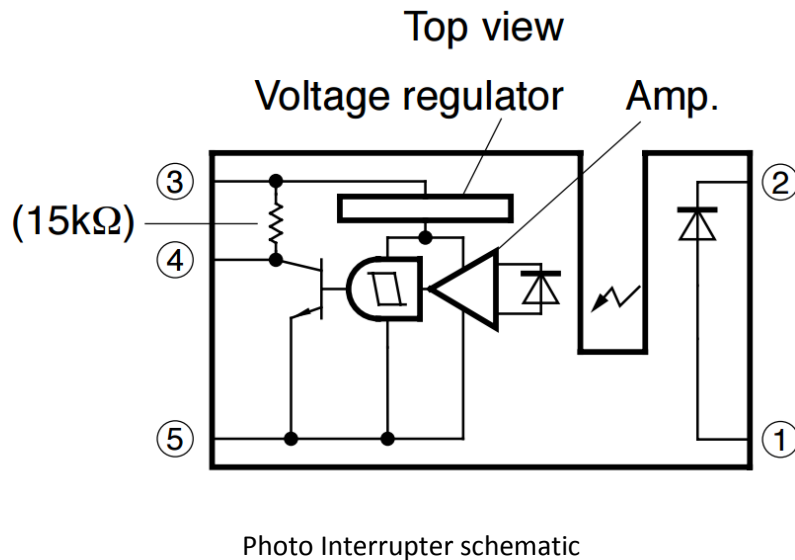 Top view
Voltage regulator Amp.
③ ②
(15kΩ)
④
⑤ ①
Photo Interrupter schematic